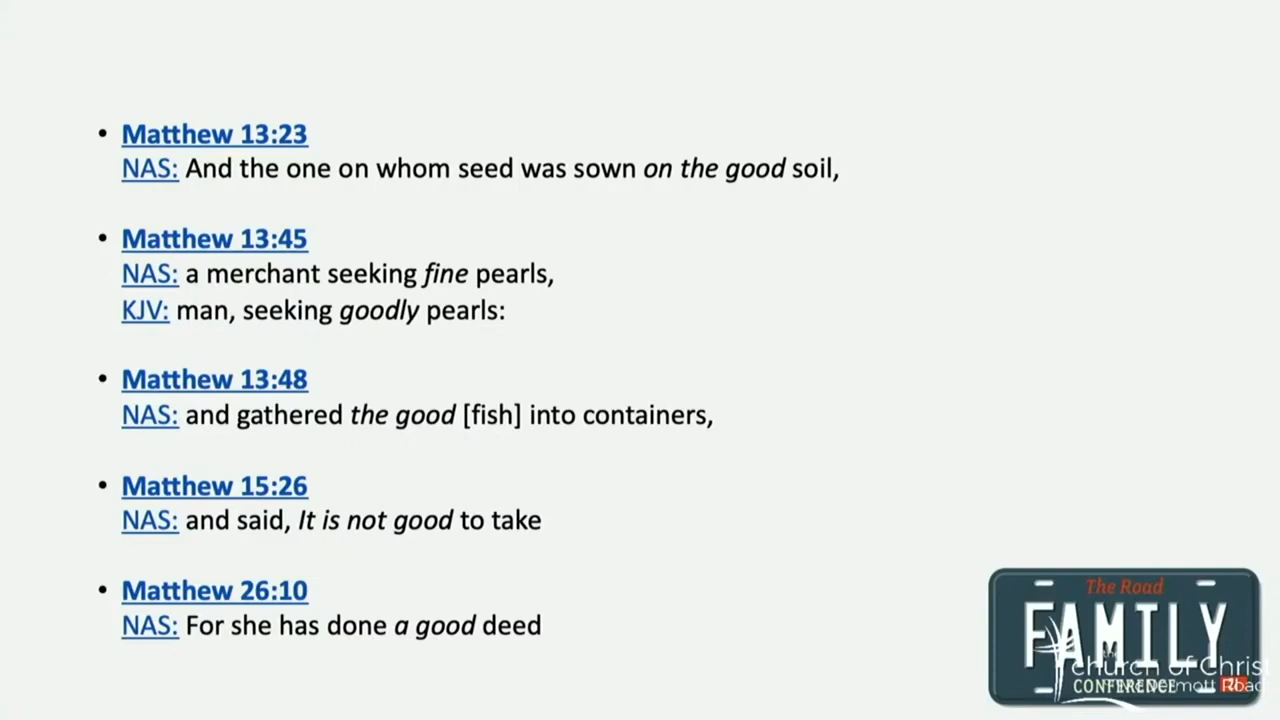 • Matthew 13:23
NAS: And the one on whom seed was sown on the good soil,
• Matthew 13:45
NAS: a merchant seeking fine pearls,
KJV: man, seeking goodly pearls:
• Matthew 13:48
NAS: and gathered the good [fish] into containers,
• Matthew 15:26
NAS: and said, It is not good to take
• Matthew 26:10
NAS: For she has done a good deed
The Road
FAMILY
the
church of Christ
CONFERENCE
Road